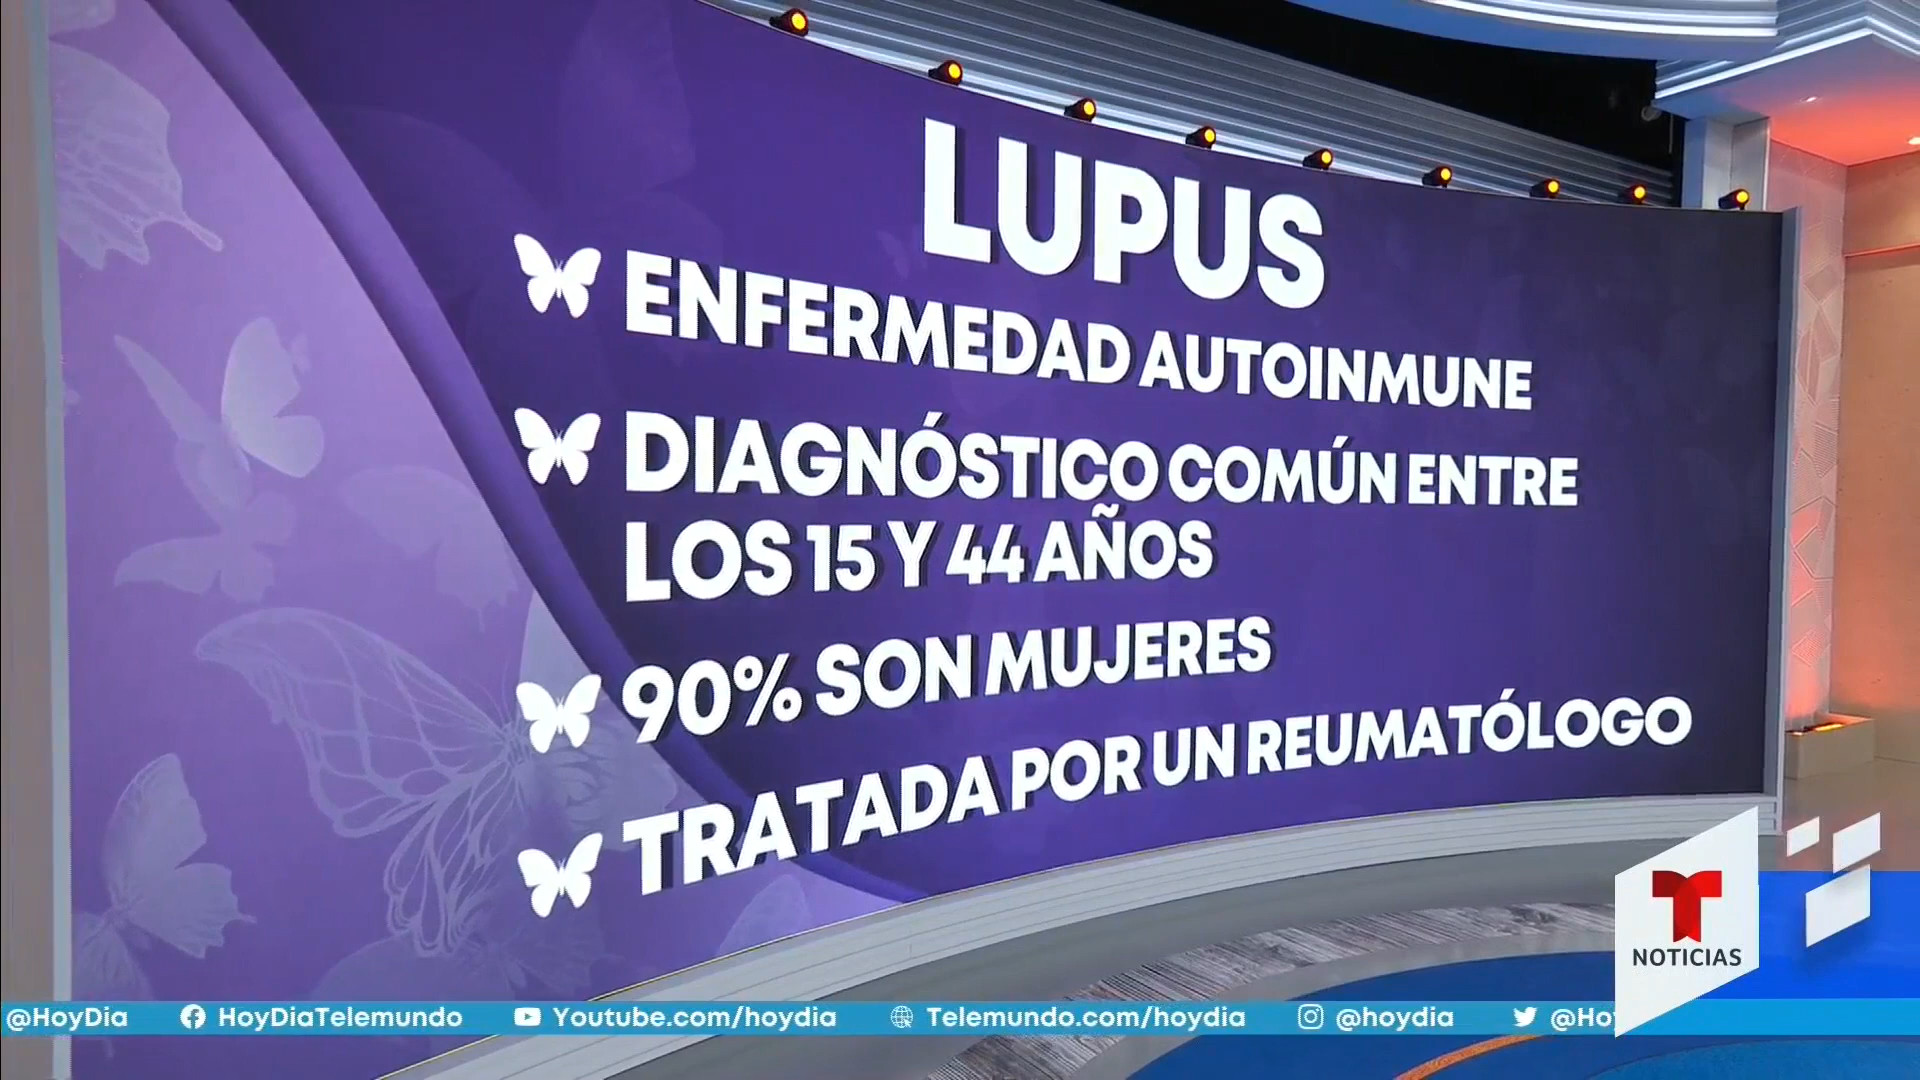 LUPUS
ENFERMEDAD AUTOINMUNE
DIAGNÓSTICO COMÚN ENTRE
LOS 15 Y 44 AÑOS
90% SON MUJERES
TRATADA POR UN REUMATÓLOGO
T
NOTICIAS
@HoyDia HoyDiaTelemundo Youtube.com/hoydia Telemundo.com/hoydia @hoydia